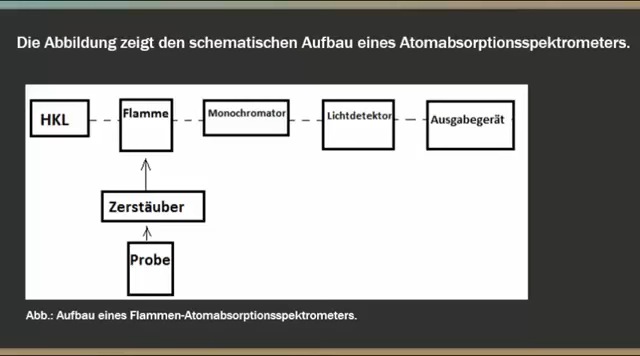 Die Abbildung zeigt den schematischen Aufbau eines Atomabsorptionsspektrometers.
HKL
Flamme
Monochromator
Lichtdetektor
Ausgabegerät
Zerstäuber
Probe
Abb.: Aufbau eines Flammen-Atomabsorptionsspektrometers.